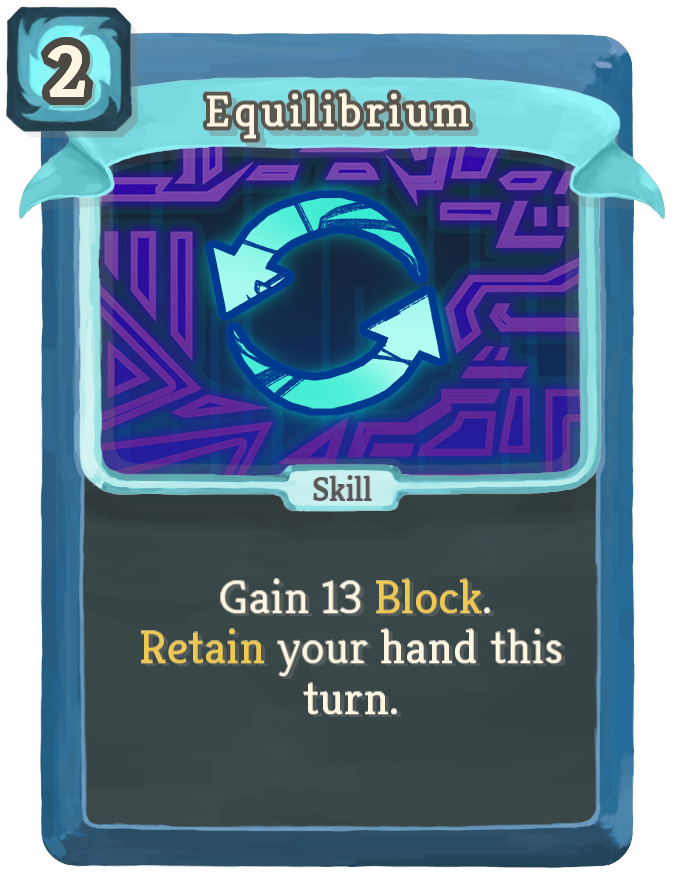 2
Equilibrium
Skill
Gain 13 Block.
Retain your hand this
turn.